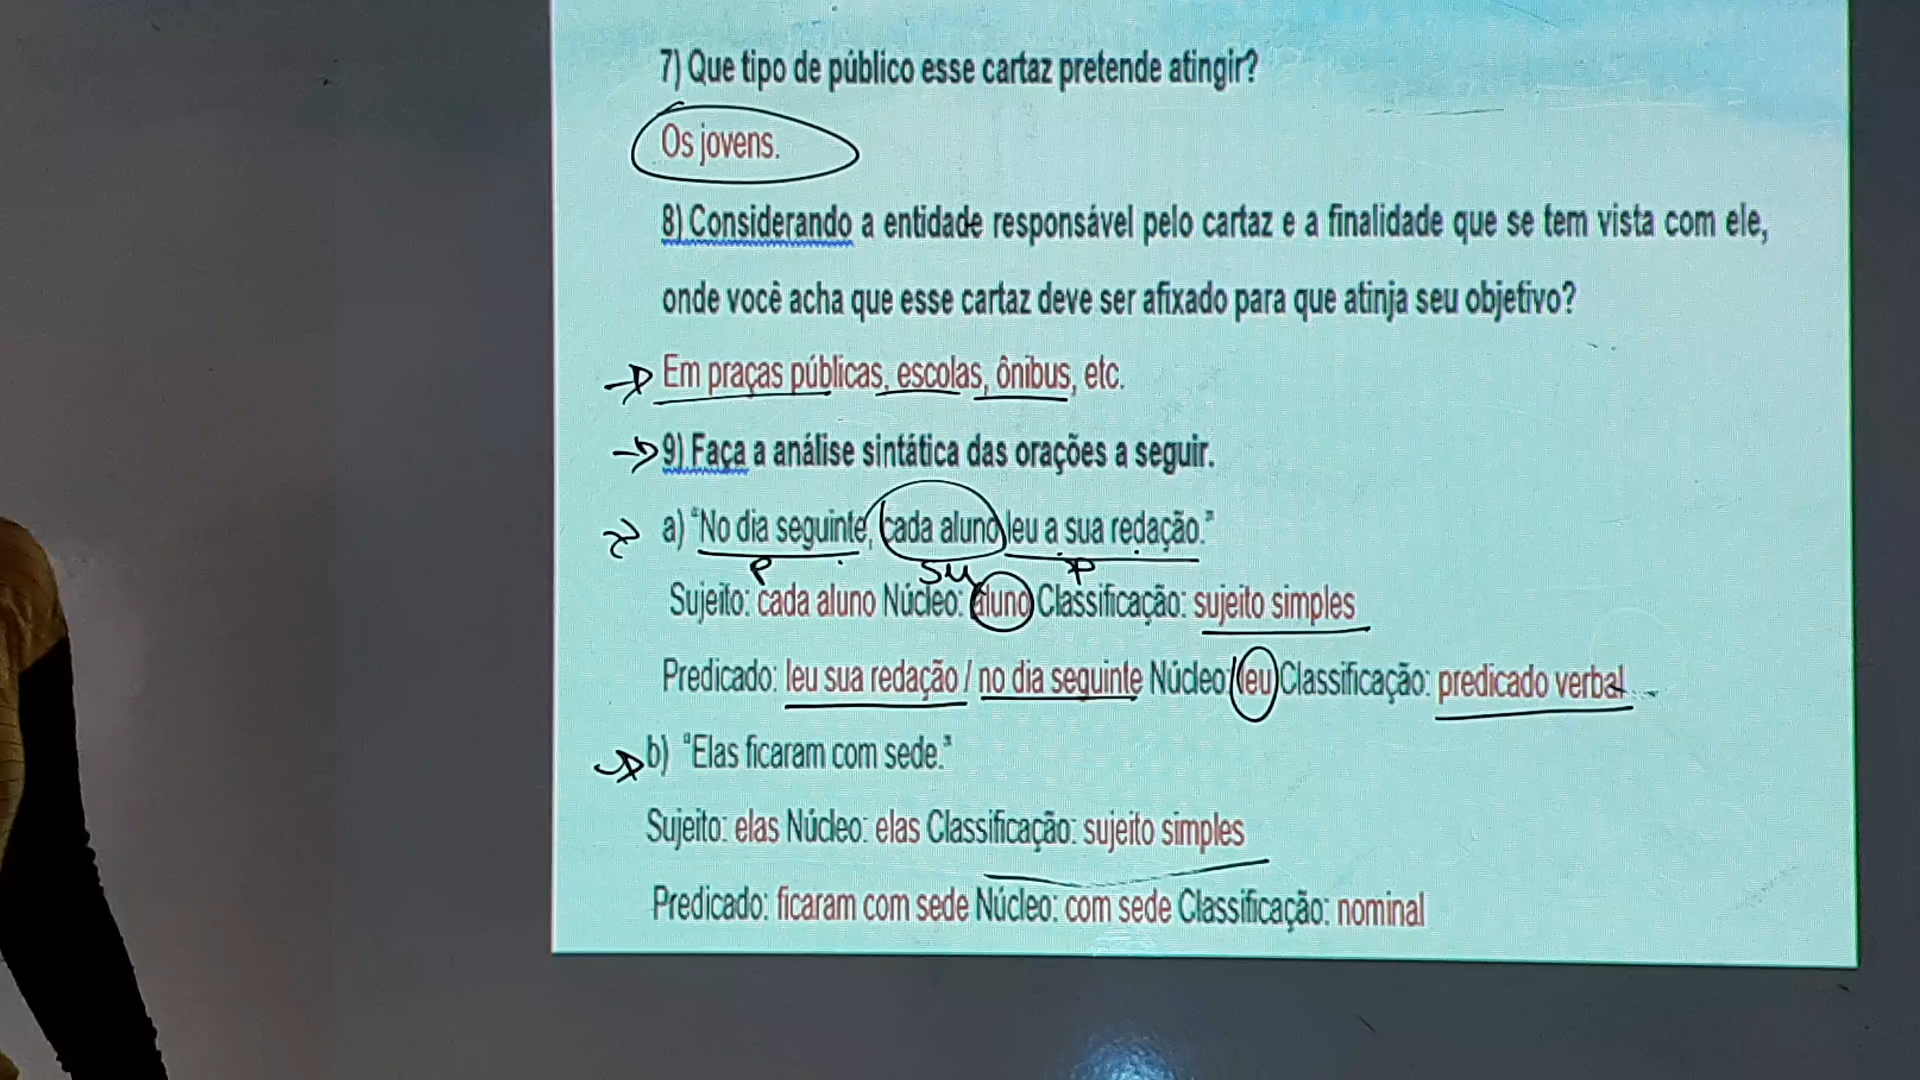 7) Que tipo de público esse cartaz pretende atingir?
Os jovens.
8) Considerando a entidade responsável pelo cartaz e a finalidade que se tem vista com ele,
onde você acha que esse cartaz deve ser afixado para que atinja seu objetivo?
Em praças públicas, escolas, ônibus, etc.
9) Faça a análise sintática das orações a seguir.
a) “No dia seguinte, cada aluno leu a sua redação.”
P su P
Sujeito: cada aluno Núcleo: aluno Classificação: sujeito simples
Predicado: leu sua redação / no dia seguinte Núcleo: leu Classificação: predicado verbal
b) “Elas ficaram com sede.”
Sujeito: elas Núcleo: elas Classificação: sujeito simples
Predicado: ficaram com sede Núcleo: com sede Classificação: nominal